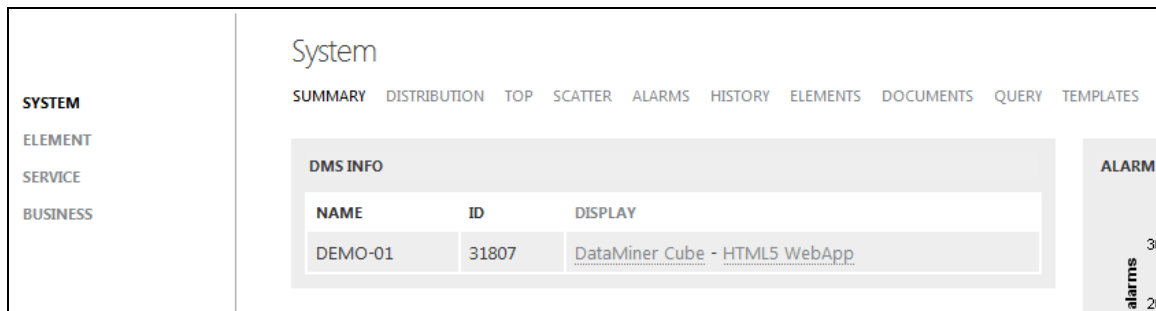 System
SYSTEM
ELEMENT
SERVICE
BUSINESS
SUMMARY DISTRIBUTION TOP SCATTER ALARMS HISTORY ELEMENTS DOCUMENTS QUERY TEMPLATES
DMS INFO
NAME ID DISPLAY
DEMO-01 31807 DataMiner Cube - HTML5 WebApp
ALARM
alarms